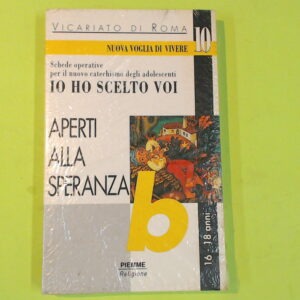 VICARIATO DI ROMA
NUOVA VOGLIA DI VIVERE
10
Schede operative
per il nuovo catechismo degli adolescenti
IO HO SCELTO VOI
APERTI
ALLA
SPERANZA
b
16 - 18 anni
PIEMME
Religione